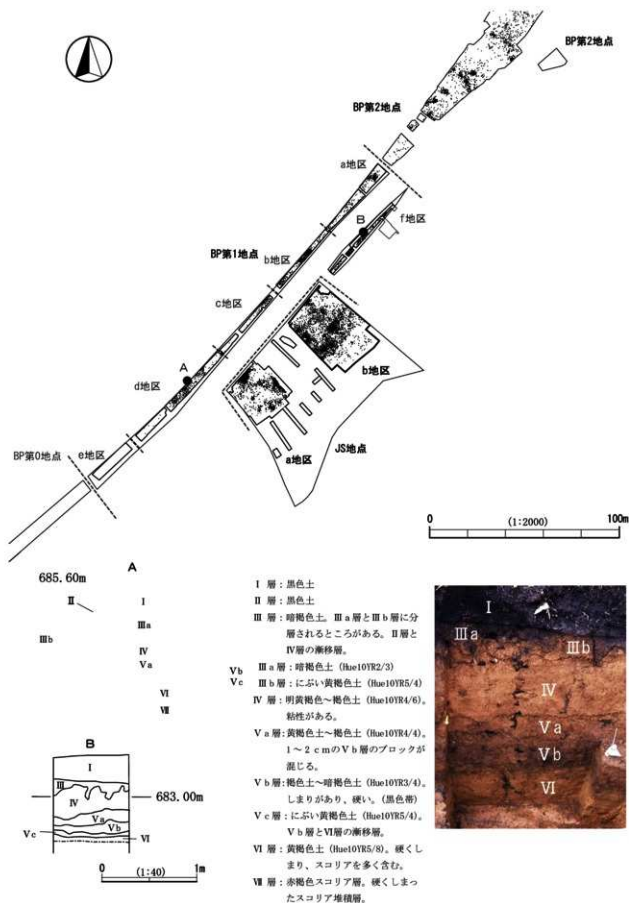 BP第2地点
BP第2地点
a地区
B
f地区
BP第1地点
b地区
c地区
A
d地区
b地区
JS地点
a地区
BP第0地点
e地区
0 (1:2000) 100m
A
685.60m
Ⅱ Ⅰ
Ⅲa
Ⅲb
Ⅳ
Ⅴa
Ⅴb
Ⅴc
Ⅵ
Ⅶ
B
Ⅰ
Ⅲ
Ⅳ
683.00m
Ⅴa
Ⅴb
Ⅴc
Ⅵ
0 (1:40) 1m
Ⅰ 層：黒色土
Ⅱ 層：黒色土
Ⅲ 層：暗褐色土。Ⅲa層とⅢb層に分
層されるところがある。Ⅱ層と
Ⅳ層の漸移層。
Ⅲa層：暗褐色土(Hue10YR2/3)
Ⅲb層：にぶい黄褐色土(Hue10YR5/4)
Ⅳ 層：明黄褐色～褐色土(Hue10YR4/6)。
粘性がある。
Ⅴa層：黄褐色土～褐色土(Hue10YR4/4)。
1～2cmのⅤb層のブロックが
混じる。
Ⅴb層：褐色土～暗褐色土(Hue10YR3/4)。
しまりがあり、硬い。(黒色帯)
Ⅴc層：にぶい黄褐色土(Hue10YR5/4)。
Ⅴb層とⅥ層の漸移層。
Ⅵ 層：黄褐色土(Hue10YR5/8)。硬くし
まり、スコリアを多く含む。
Ⅶ 層：赤褐色スコリア層。硬くしまっ
たスコリア堆積層。
Ⅰ
Ⅲa
Ⅲb
Ⅳ
Ⅴa
Ⅴb
Ⅵ